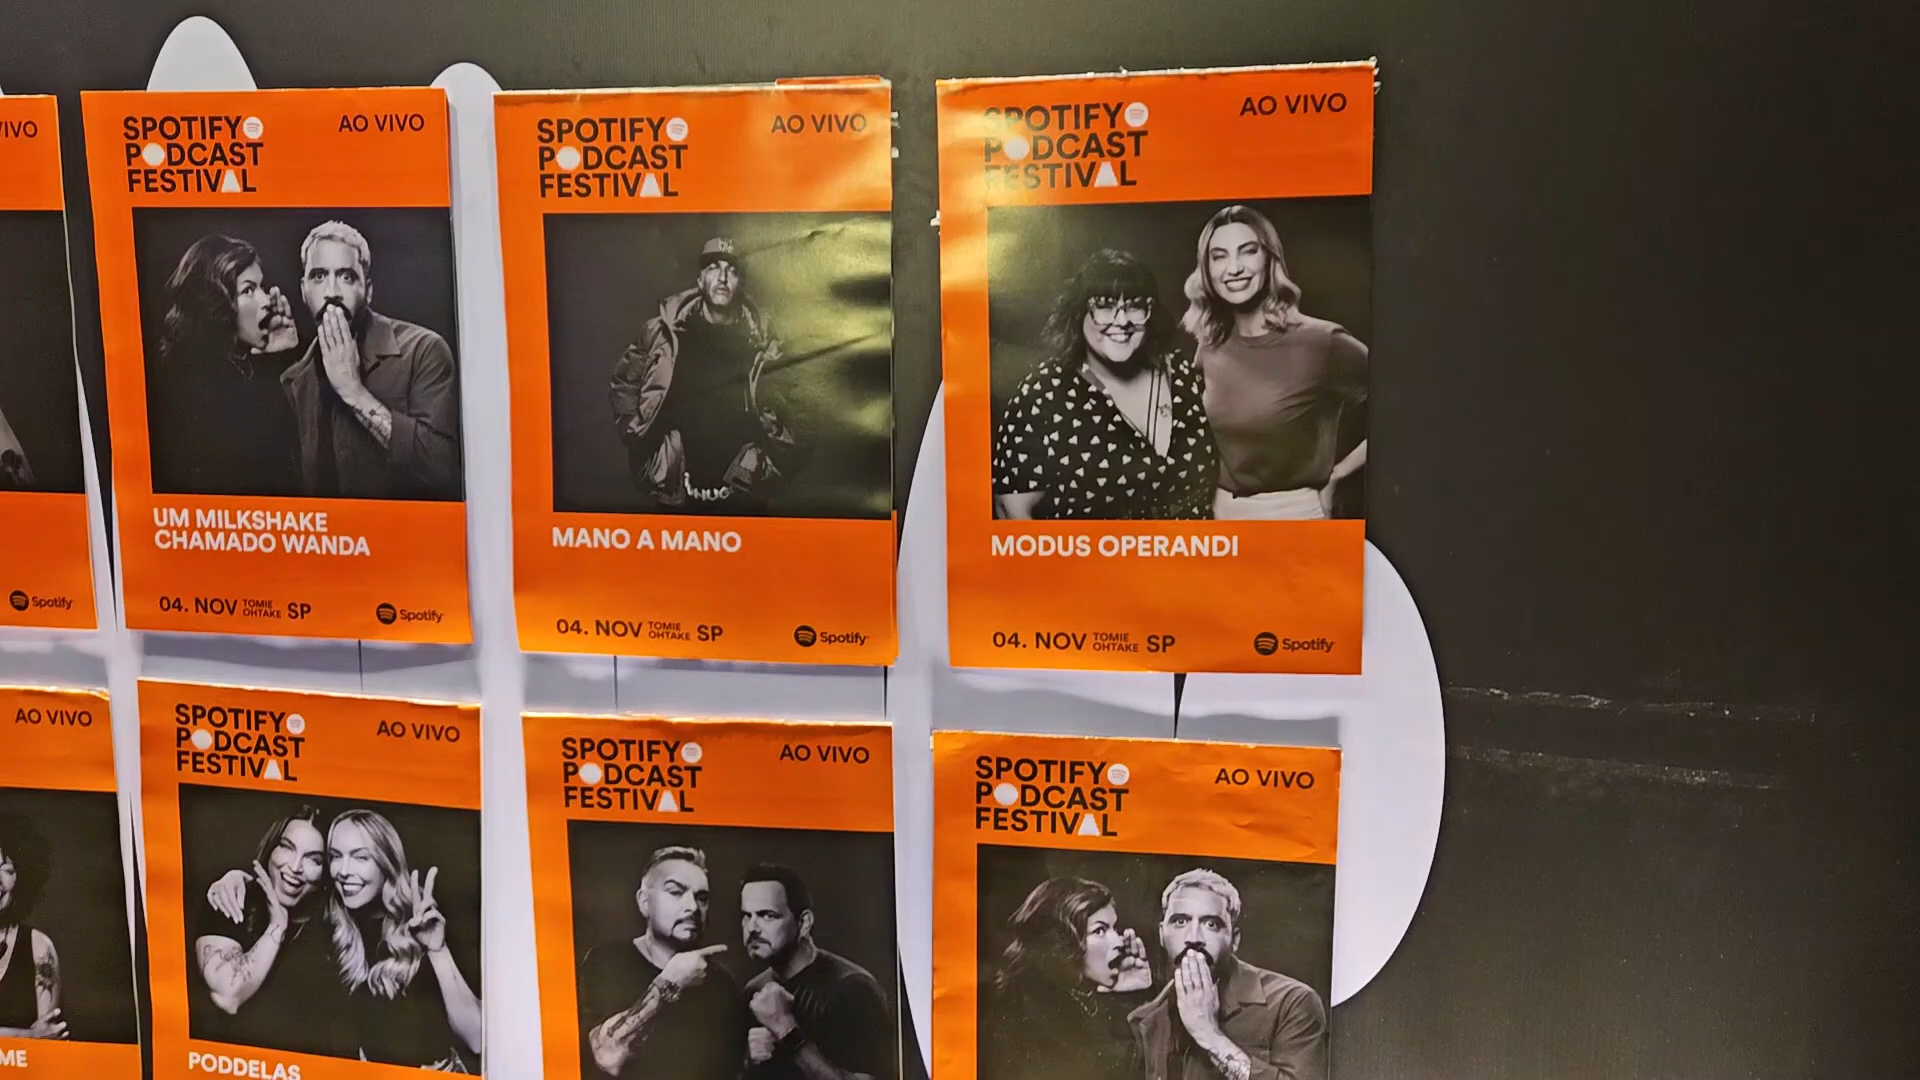 VIVO
Spotify
SPOTIFY
PODCAST
FESTIVAL
AO VIVO
UM MILKSHAKE
CHAMADO WANDA
04. NOV TOMIE OHTAKE SP
Spotify
SPOTIFY
PODCAST
FESTIVAL
AO VIVO
MANO A MANO
04. NOV TOMIE OHTAKE SP
Spotify
SPOTIFY
PODCAST
FESTIVAL
AO VIVO
MODUS OPERANDI
04. NOV TOMIE OHTAKE SP
Spotify
AO VIVO
ME
SPOTIFY
PODCAST
FESTIVAL
AO VIVO
PODDELAS
SPOTIFY
PODCAST
FESTIVAL
AO VIVO
SPOTIFY
PODCAST
FESTIVAL
AO VIVO